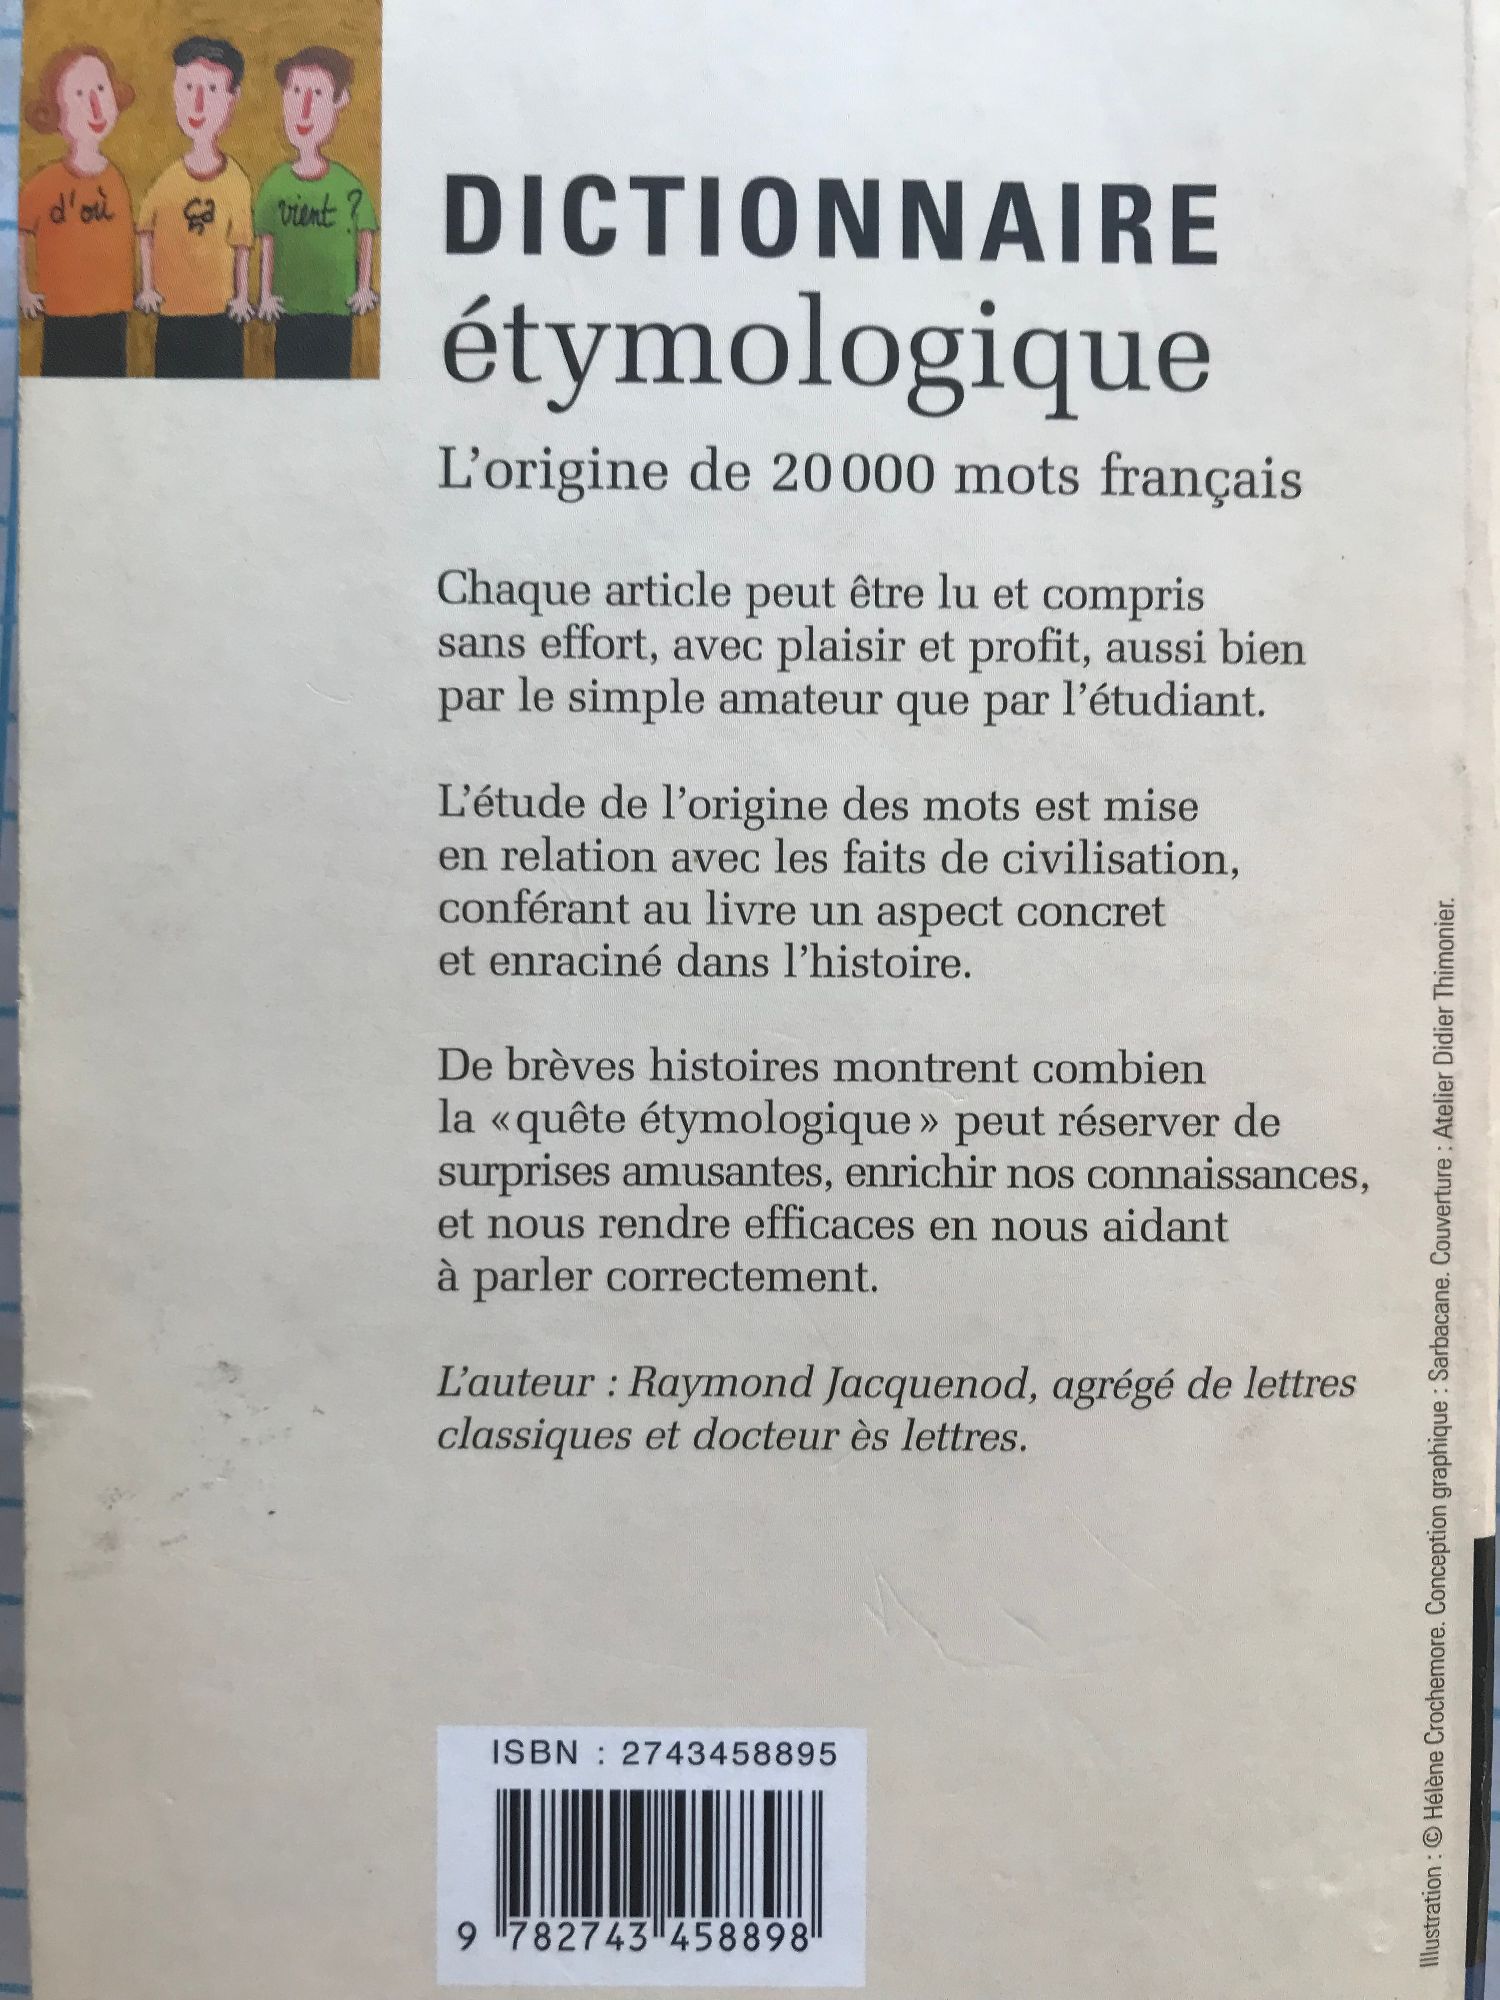 d'où ça vient ?
DICTIONNAIRE
étymologique
L'origine de 20 000 mots français
Chaque article peut être lu et compris
sans effort, avec plaisir et profit, aussi bien
par le simple amateur que par l'étudiant.
L'étude de l'origine des mots est mise
en relation avec les faits de civilisation,
conférant au livre un aspect concret
et enraciné dans l'histoire.
De brèves histoires montrent combien
la « quête étymologique » peut réserver de
surprises amusantes, enrichir nos connaissances,
et nous rendre efficaces en nous aidant
à parler correctement.
L'auteur : Raymond Jacquenod, agrégé de lettres
classiques et docteur ès lettres.
ISBN : 2743458895
9 782743 458898
Illustration : © Hélène Crochemore. Conception graphique : Sarbacane. Couverture : Atelier Didier Thimonier.